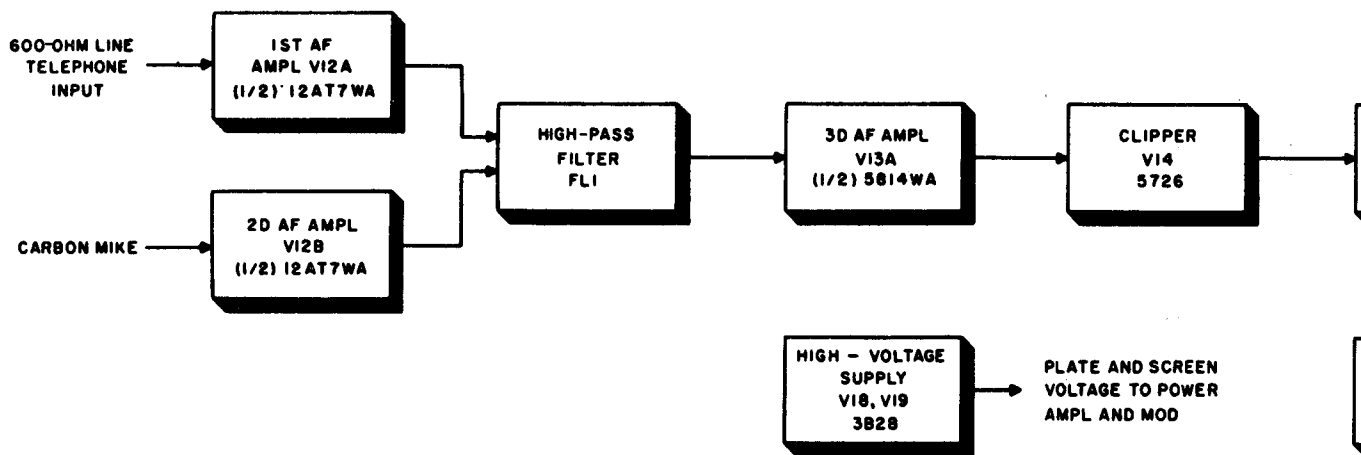 600-OHM LINE
TELEPHONE
INPUT
1ST AF
AMPL V12A
(1/2) 12AT7WA
CARBON MIKE
2D AF AMPL
V12B
(1/2) 12AT7WA
HIGH-PASS
FILTER
FL1
3D AF AMPL
V13A
(1/2) 5814WA
CLIPPER
V14
5726
HIGH - VOLTAGE
SUPPLY
V18, V19
3B28
PLATE AND SCREEN
VOLTAGE TO POWER
AMPL AND MOD